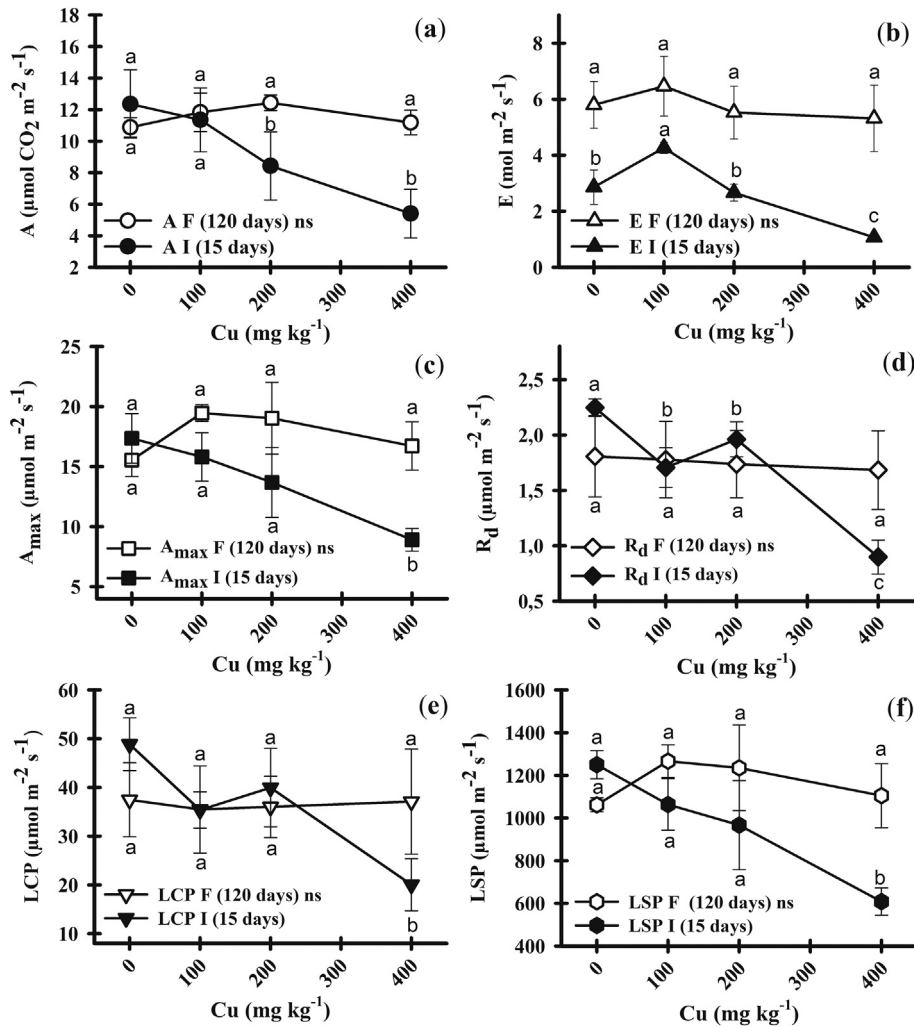 (a)
A (μmol CO2 m−2 s−1)
18
16
14
12
10
8
6
4
2
a
a
a
a
a
a
b
b
A F (120 days) ns
A I (15 days)
0
100
200
300
400
Cu (mg kg−1)
(b)
E (mol m−2 s−1)
8
6
4
2
0
a
a
a
a
b
a
b
c
E F (120 days) ns
E I (15 days)
0
100
200
300
400
Cu (mg kg−1)
(c)
Amax (μmol m−2 s−1)
25
20
15
10
5
a
a
a
a
a
a
a
b
Amax F (120 days) ns
Amax I (15 days)
0
100
200
300
400
Cu (mg kg−1)
(d)
Rd (μmol m−2 s−1)
2,5
2,0
1,5
1,0
0,5
a
b
b
a
a
a
a
c
Rd F (120 days) ns
Rd I (15 days)
0
100
200
300
400
Cu (mg kg−1)
(e)
LCP (μmol m−2 s−1)
60
50
40
30
20
10
a
a
a
a
a
a
a
b
LCP F (120 days) ns
LCP I (15 days)
0
100
200
300
400
Cu (mg kg−1)
(f)
LSP (μmol m−2 s−1)
1600
1400
1200
1000
800
600
400
a
a
a
a
a
a
a
b
LSP F (120 days) ns
LSP I (15 days)
0
100
200
300
400
Cu (mg kg−1)